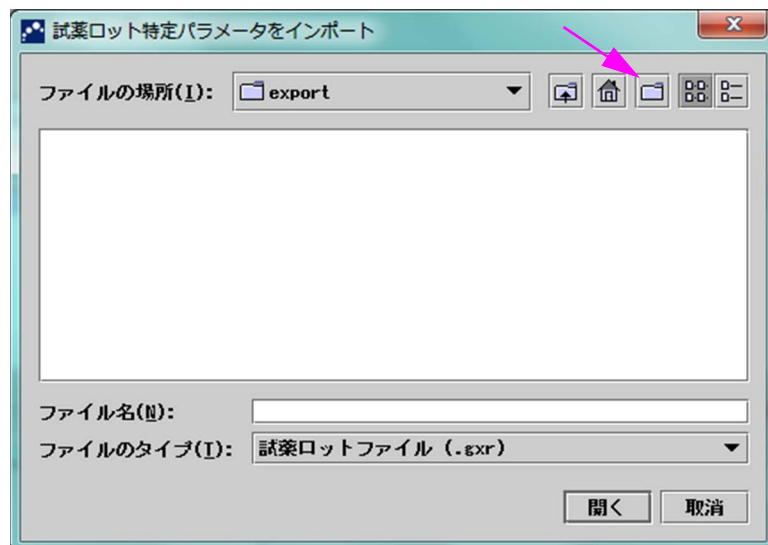 試薬ロット特定パラメータをインポート
ファイルの場所(I): export
ファイル名(N):
ファイルのタイプ(T): 試薬ロットファイル (.gxr)
開く 取消